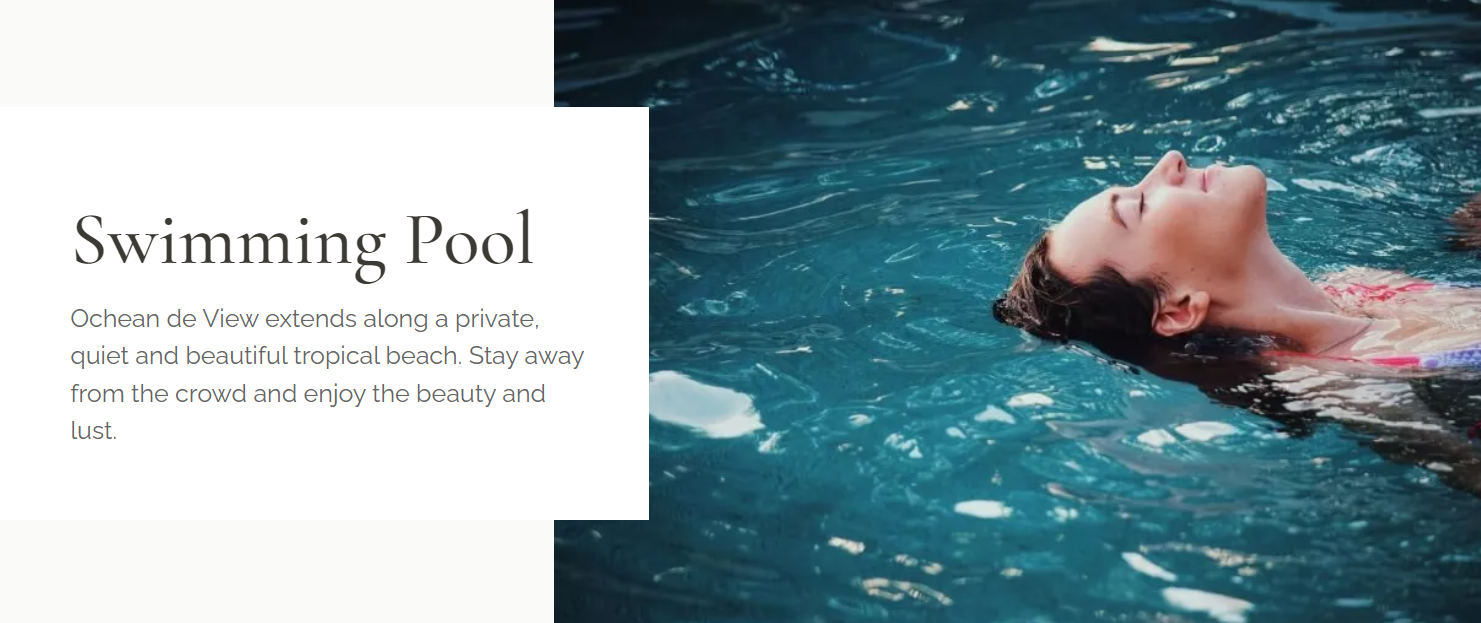 Swimming Pool
Ochean de View extends along a private,
quiet and beautiful tropical beach. Stay away
from the crowd and enjoy the beauty and
lust.